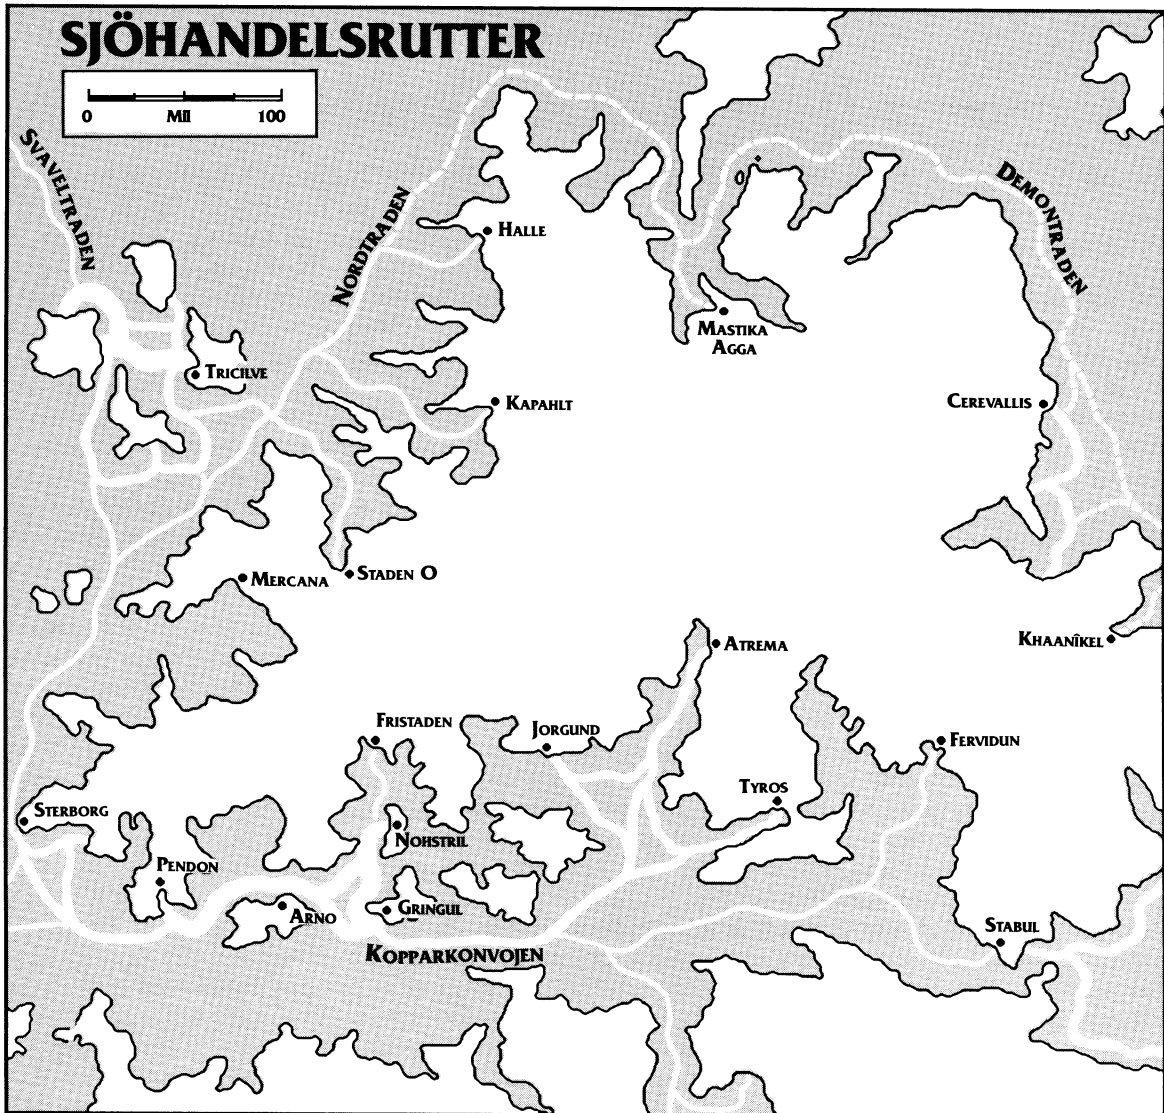 SJÖHANDELSRUTTER
0 MIL 100
SVAVELTRADEN
NORDTRADEN
DEMONTRADEN
HALLE
MASTIKA
AGGA
TRICILVE
KAPAHLT
CEREVALLIS
MERCANA
STADEN O
ATREMA
KHAANÎKEL
FRISTADEN
JORGUND
FERVIDUN
TYROS
STERBORG
NOHSTRIL
PENDON
ARNO
GRINGUL
STABUL
KOPPARKONVOJEN